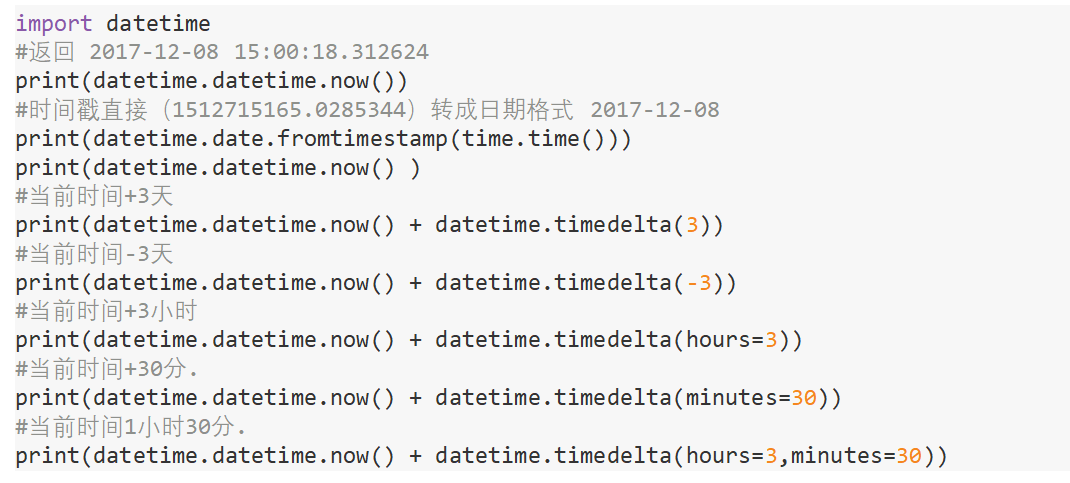 import datetime
#返回 2017-12-08 15:00:18.312624
print(datetime.datetime.now())
#时间戳直接（1512715165.0285344）转成日期格式 2017-12-08
print(datetime.date.fromtimestamp(time.time()))
print(datetime.datetime.now() )
#当前时间+3天
print(datetime.datetime.now() + datetime.timedelta(3))
#当前时间-3天
print(datetime.datetime.now() + datetime.timedelta(-3))
#当前时间+3小时
print(datetime.datetime.now() + datetime.timedelta(hours=3))
#当前时间+30分.
print(datetime.datetime.now() + datetime.timedelta(minutes=30))
#当前时间1小时30分.
print(datetime.datetime.now() + datetime.timedelta(hours=3,minutes=30))